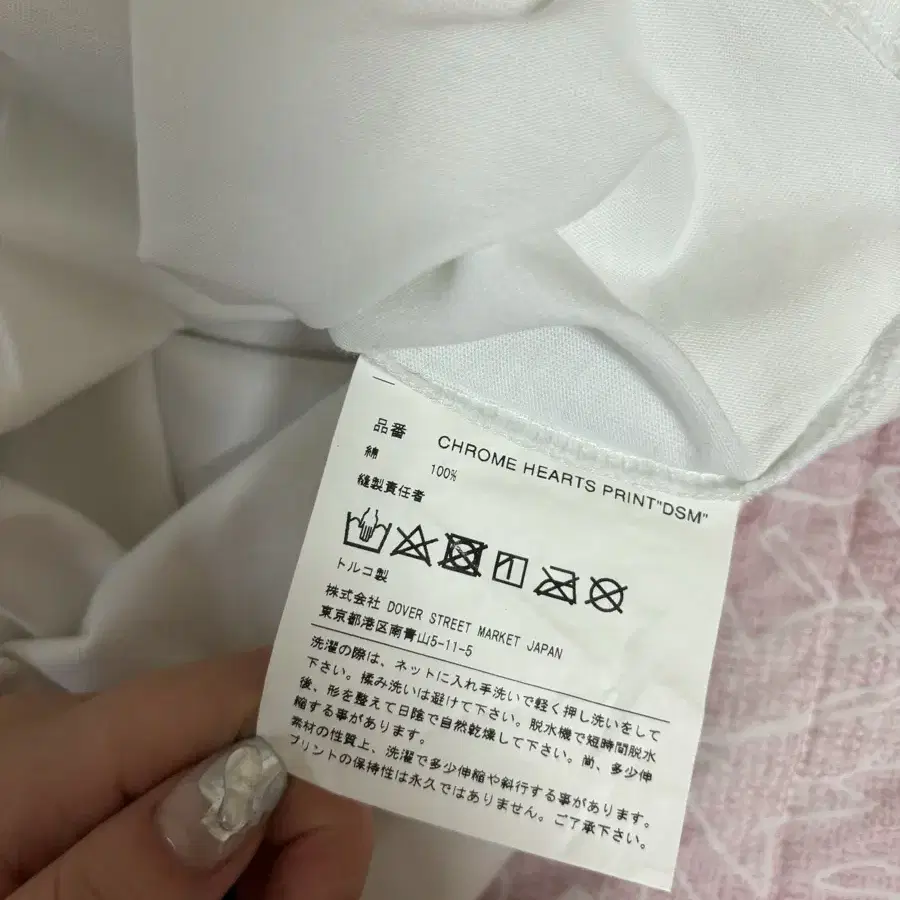 品番 CHROME HEARTS PRINT"DSM"
綿 100%
縫製責任者
トルコ製
株式会社 DOVER STREET MARKET JAPAN
東京都港区南青山5-11-5
洗濯の際は、ネットに入れ手洗いで軽く押し洗いをして
下さい。揉み洗いは避けて下さい。脱水機で短時間脱水
後、形を整えて日陰で自然乾燥して下さい。尚、多少伸
縮する事があります。
素材の性質上、洗濯で多少伸縮や斜行する事があります。
プリントの保持性は永久ではありません。ご了承下さい。